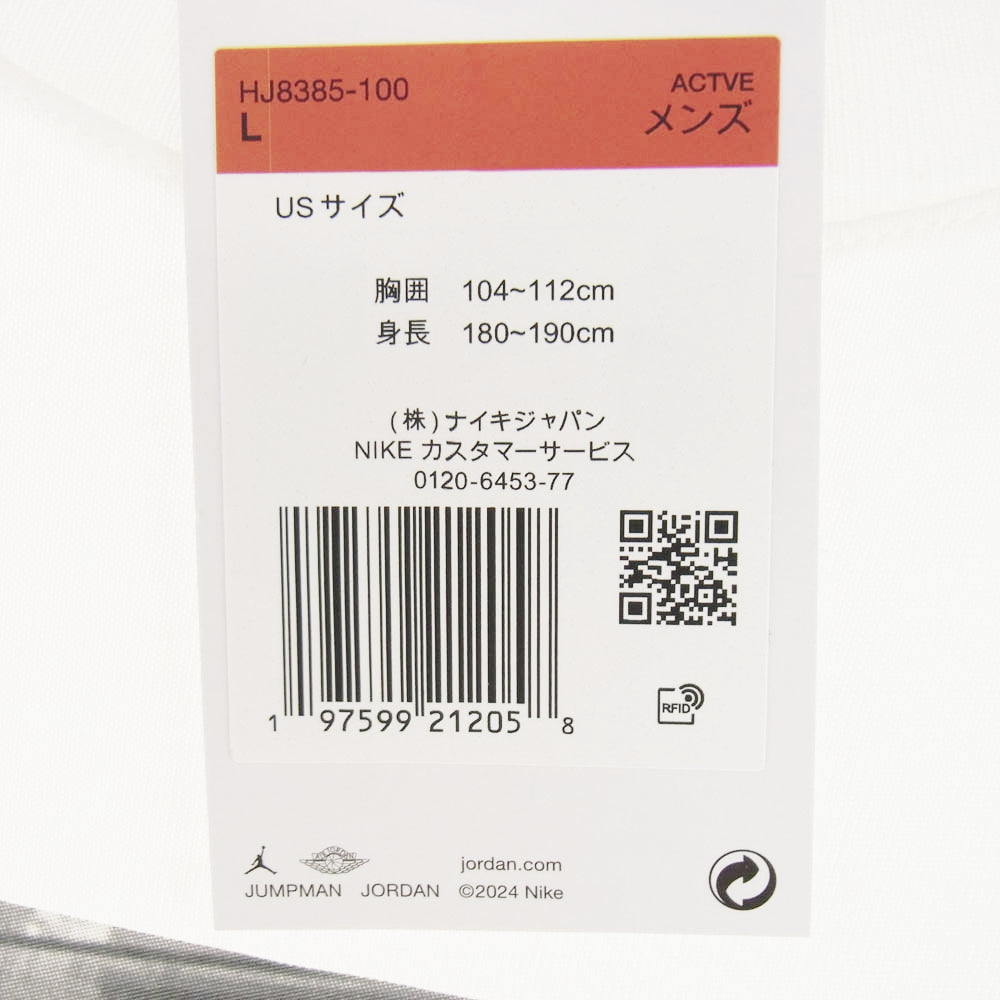 HJ8385-100
ACTVE
L
メンズ
USサイズ
胸囲 104~112cm
身長 180~190cm
(株)ナイキジャパン
NIKE カスタマーサービス
0120-6453-77
1 97599 21205 8
RFID
AIR JORDAN
jordan.com
JUMPMAN JORDAN ©2024 Nike